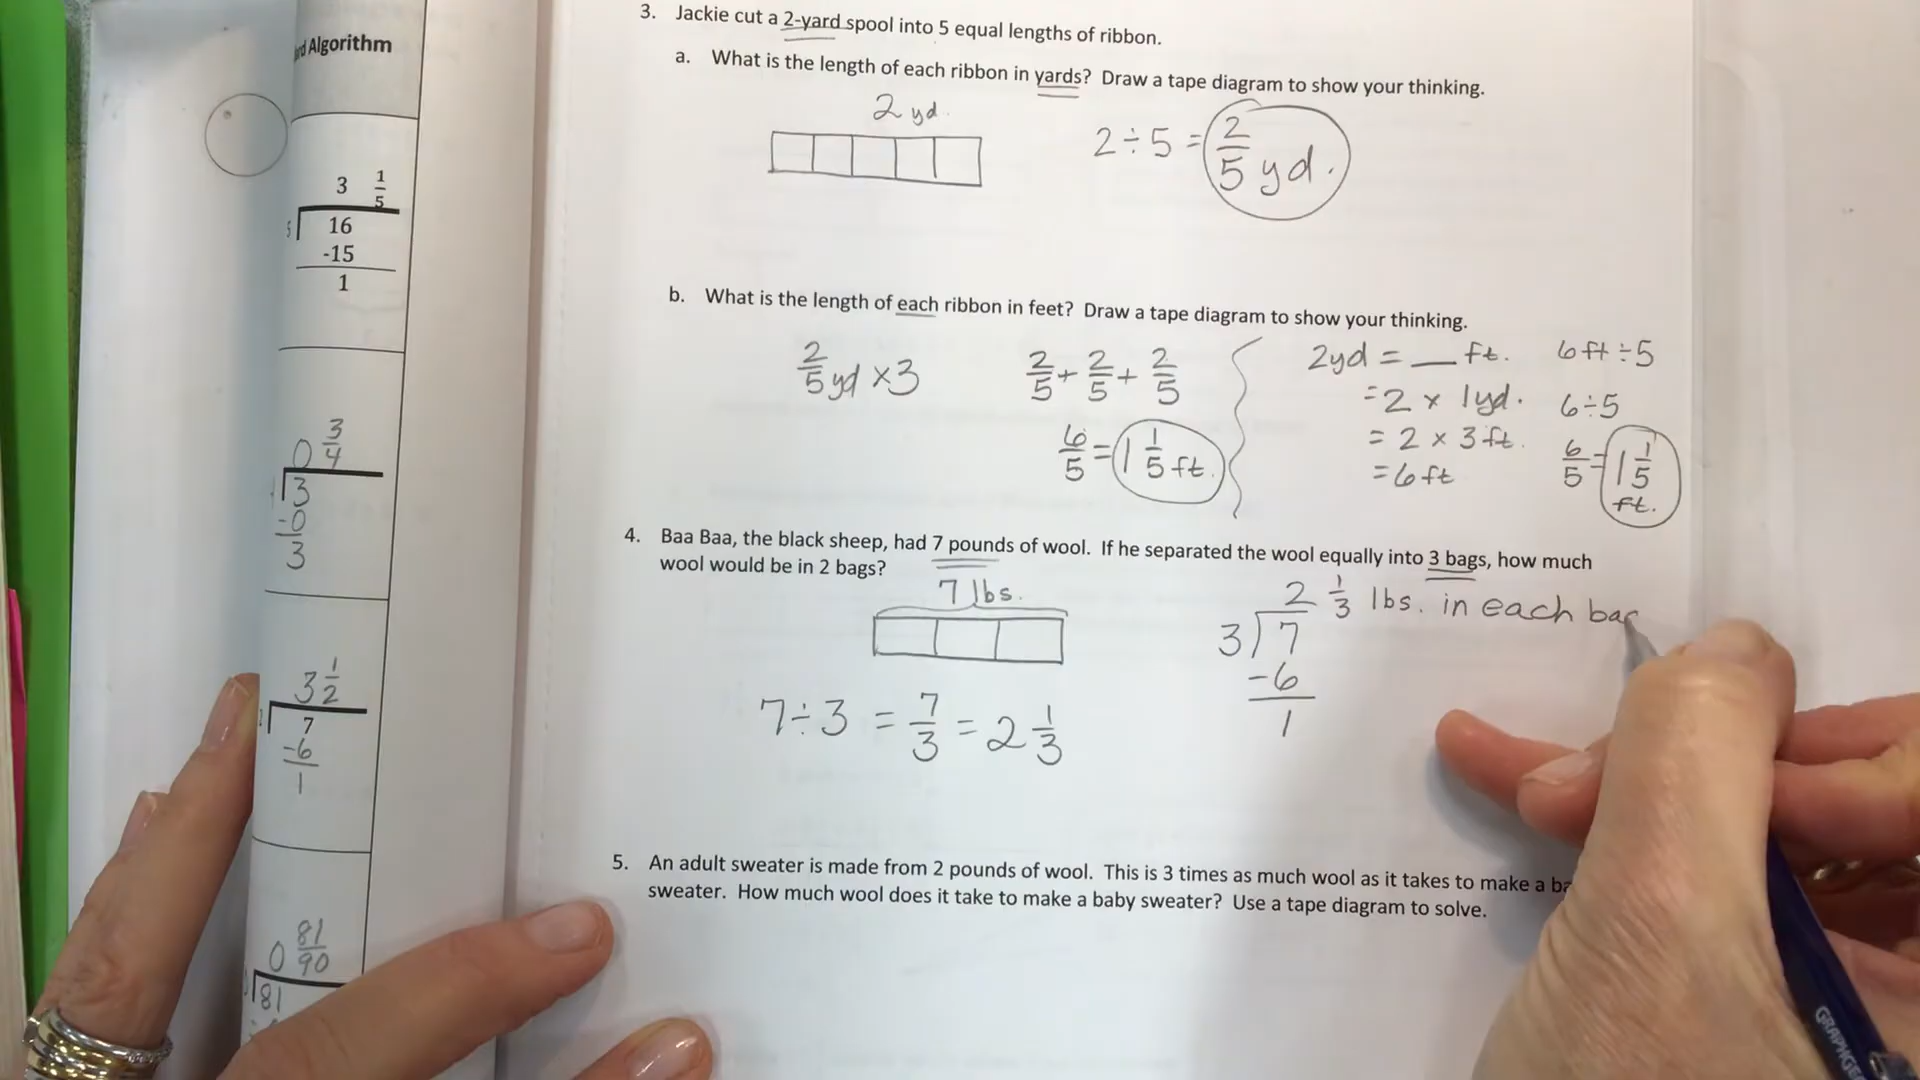 Algorithm
3 1/5
5 16
-15
1
0 3/4
3
-0
3
3 1/2
7
-6
1
0 81/90
81
3. Jackie cut a 2-yard spool into 5 equal lengths of ribbon.
a. What is the length of each ribbon in yards? Draw a tape diagram to show your thinking.
2 yd.
2 ÷ 5 = 2/5 yd.
b. What is the length of each ribbon in feet? Draw a tape diagram to show your thinking.
2/5 yd × 3
2/5 + 2/5 + 2/5
6/5 = 1 1/5 ft.
2yd = __ ft.
= 2 × 1yd.
= 2 × 3 ft.
= 6 ft
6 ft ÷ 5
6 ÷ 5
6/5 = 1 1/5
ft.
4. Baa Baa, the black sheep, had 7 pounds of wool. If he separated the wool equally into 3 bags, how much
wool would be in 2 bags?
7 lbs.
7 ÷ 3 = 7/3 = 2 1/3
2 1/3 lbs. in each bag
3 7
-6
1
5. An adult sweater is made from 2 pounds of wool. This is 3 times as much wool as it takes to make a
sweater. How much wool does it take to make a baby sweater? Use a tape diagram to solve.